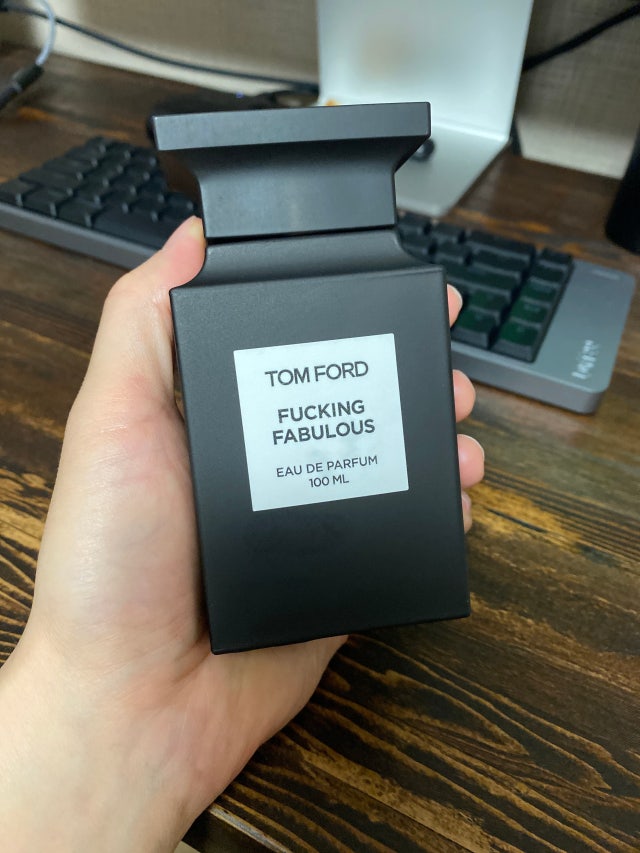 TOM FORD
FUCKING
FABULOUS
EAU DE PARFUM
100 ML